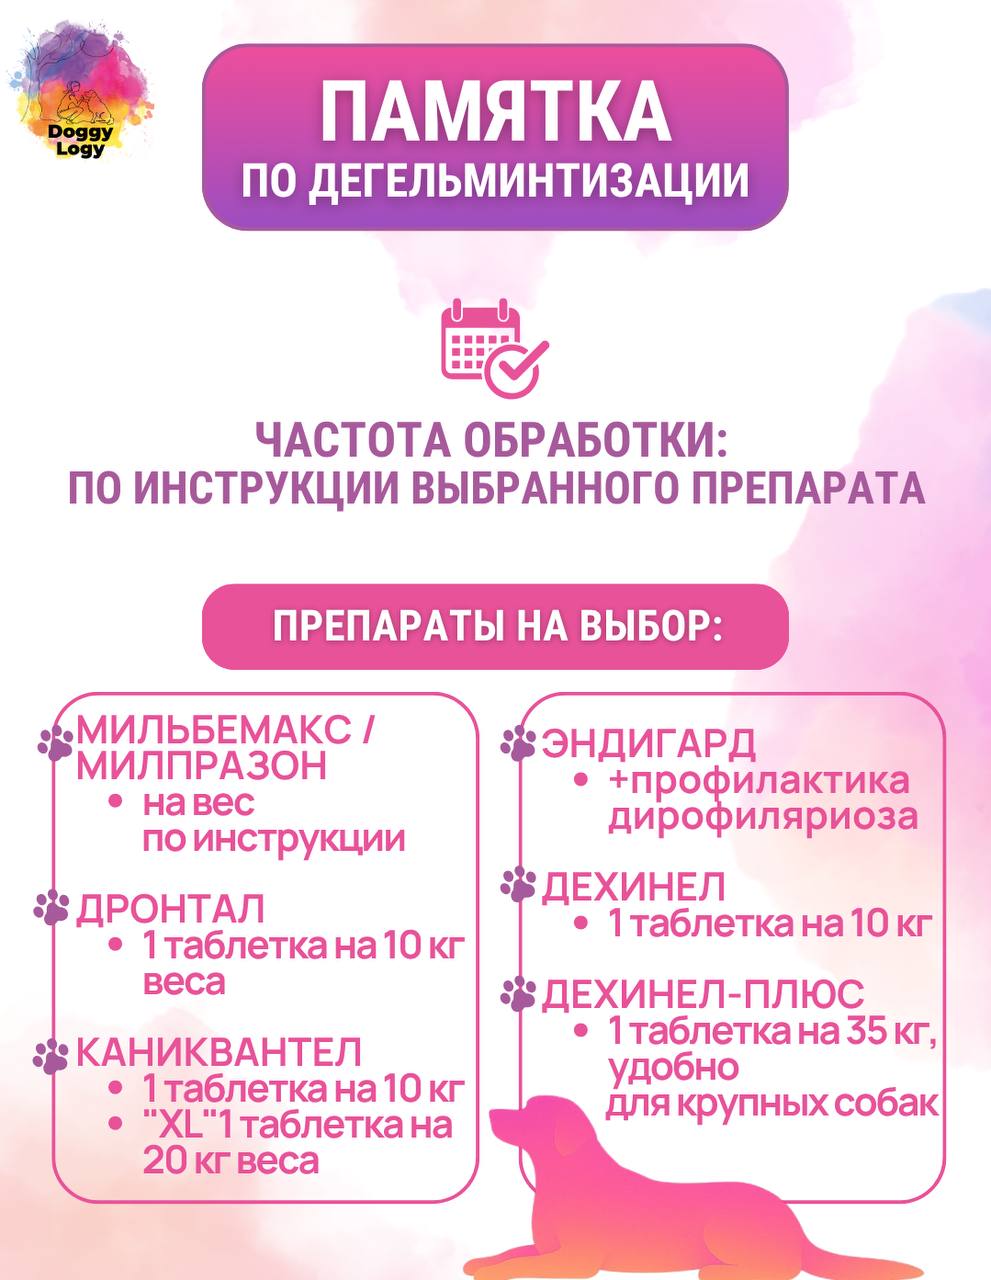 Doggy
Logy
ПАМЯТКА
ПО ДЕГЕЛЬМИНТИЗАЦИИ
ЧАСТОТА ОБРАБОТКИ:
ПО ИНСТРУКЦИИ ВЫБРАННОГО ПРЕПАРАТА
ПРЕПАРАТЫ НА ВЫБОР:
МИЛЬБЕМАКС /
МИЛПРАЗОН
• на вес
по инструкции
ДРОНТАЛ
• 1 таблетка на 10 кг
веса
КАНИКВАНТЕЛ
• 1 таблетка на 10 кг
• "XL"1 таблетка на
20 кг веса
ЭНДИГАРД
• +профилактика
дирофиляриоза
ДЕХИНЕЛ
• 1 таблетка на 10 кг
ДЕХИНЕЛ-ПЛЮС
• 1 таблетка на 35 кг,
удобно
для крупных собак